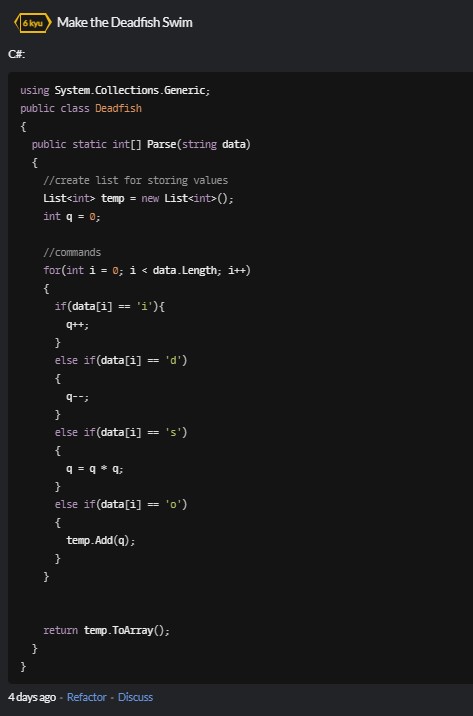 6 kyu Make the Deadfish Swim
C#:
using System.Collections.Generic;
public class Deadfish
{
  public static int[] Parse(string data)
  {
    //create list for storing values
    List<int> temp = new List<int>();
    int q = 0;

    //commands
    for(int i = 0; i < data.Length; i++)
    {
      if(data[i] == 'i'){
        q++;
      }
      else if(data[i] == 'd')
      {
        q--;
      }
      else if(data[i] == 's')
      {
        q = q * q;
      }
      else if(data[i] == 'o')
      {
        temp.Add(q);
      }
    }


    return temp.ToArray();
  }
}
4 days ago - Refactor - Discuss